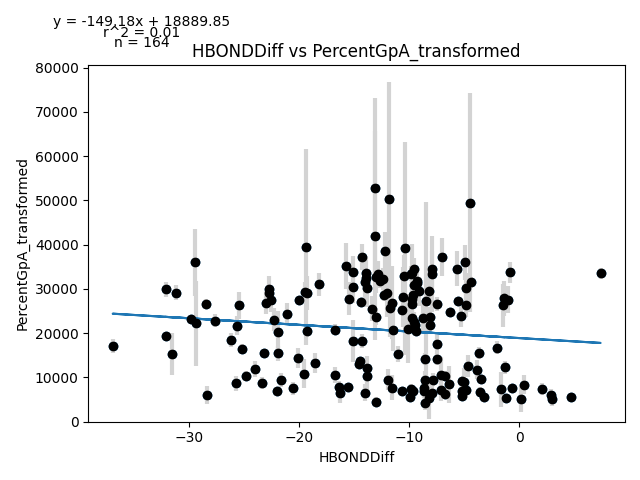 y = -149.18x + 18889.85
r^2 = 0.01
n = 164
HBONDDiff vs PercentGpA_transformed
PercentGpA_transformed
80000
70000
60000
50000
40000
30000
20000
10000
0
−30
−20
−10
0
HBONDDiff